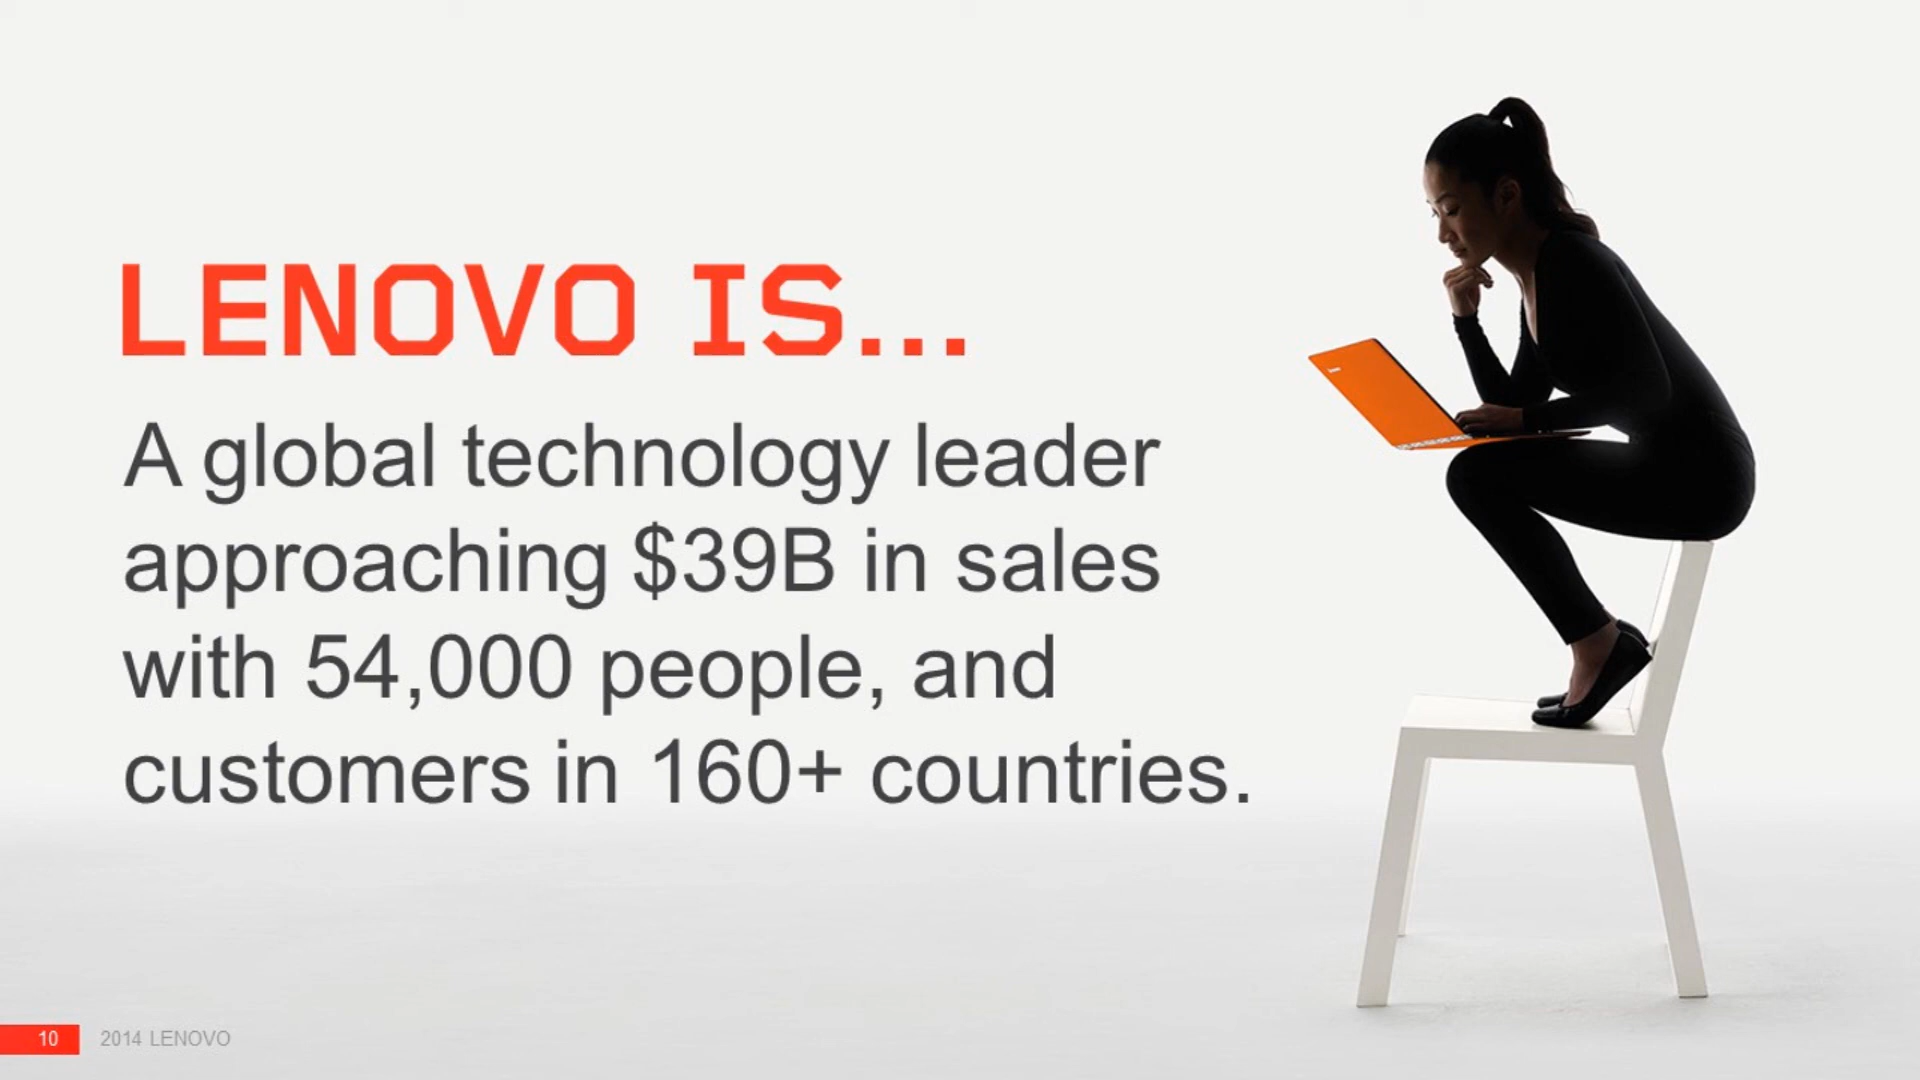 LENOVO IS...
A global technology leader
approaching $39B in sales
with 54,000 people, and
customers in 160+ countries.
10 2014 LENOVO